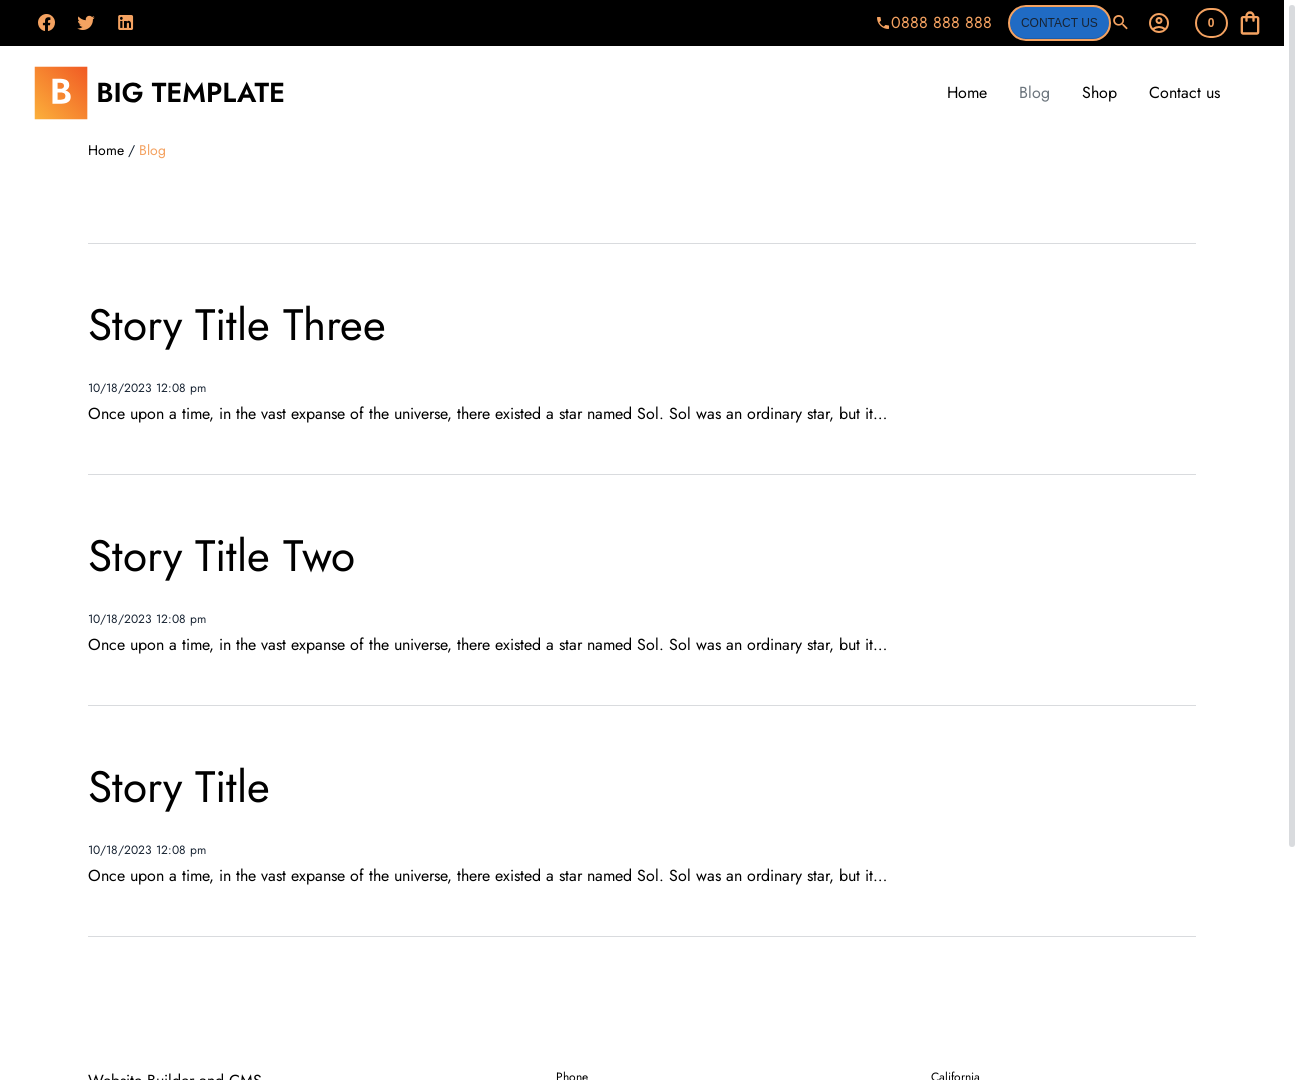 0888 888 888 CONTACT US 0
B BIG TEMPLATE
Home Blog Shop Contact us
Home / Blog
Story Title Three
10/18/2023 12:08 pm
Once upon a time, in the vast expanse of the universe, there existed a star named Sol. Sol was an ordinary star, but it...
Story Title Two
10/18/2023 12:08 pm
Once upon a time, in the vast expanse of the universe, there existed a star named Sol. Sol was an ordinary star, but it...
Story Title
10/18/2023 12:08 pm
Once upon a time, in the vast expanse of the universe, there existed a star named Sol. Sol was an ordinary star, but it...
Website Builder and CMS Phone California